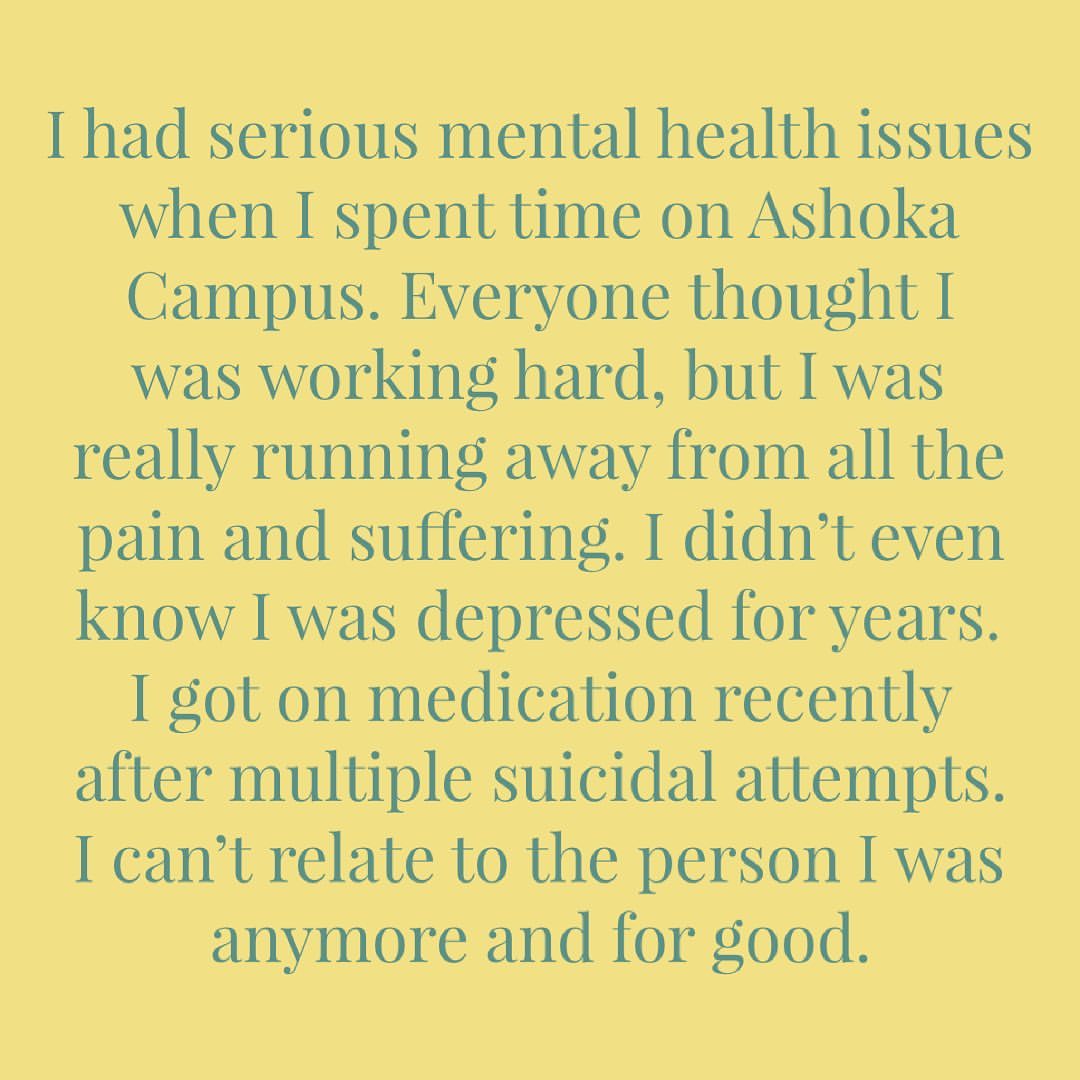 I had serious mental health issues
when I spent time on Ashoka
Campus. Everyone thought I
was working hard, but I was
really running away from all the
pain and suffering. I didn’t even
know I was depressed for years.
I got on medication recently
after multiple suicidal attempts.
I can’t relate to the person I was
anymore and for good.